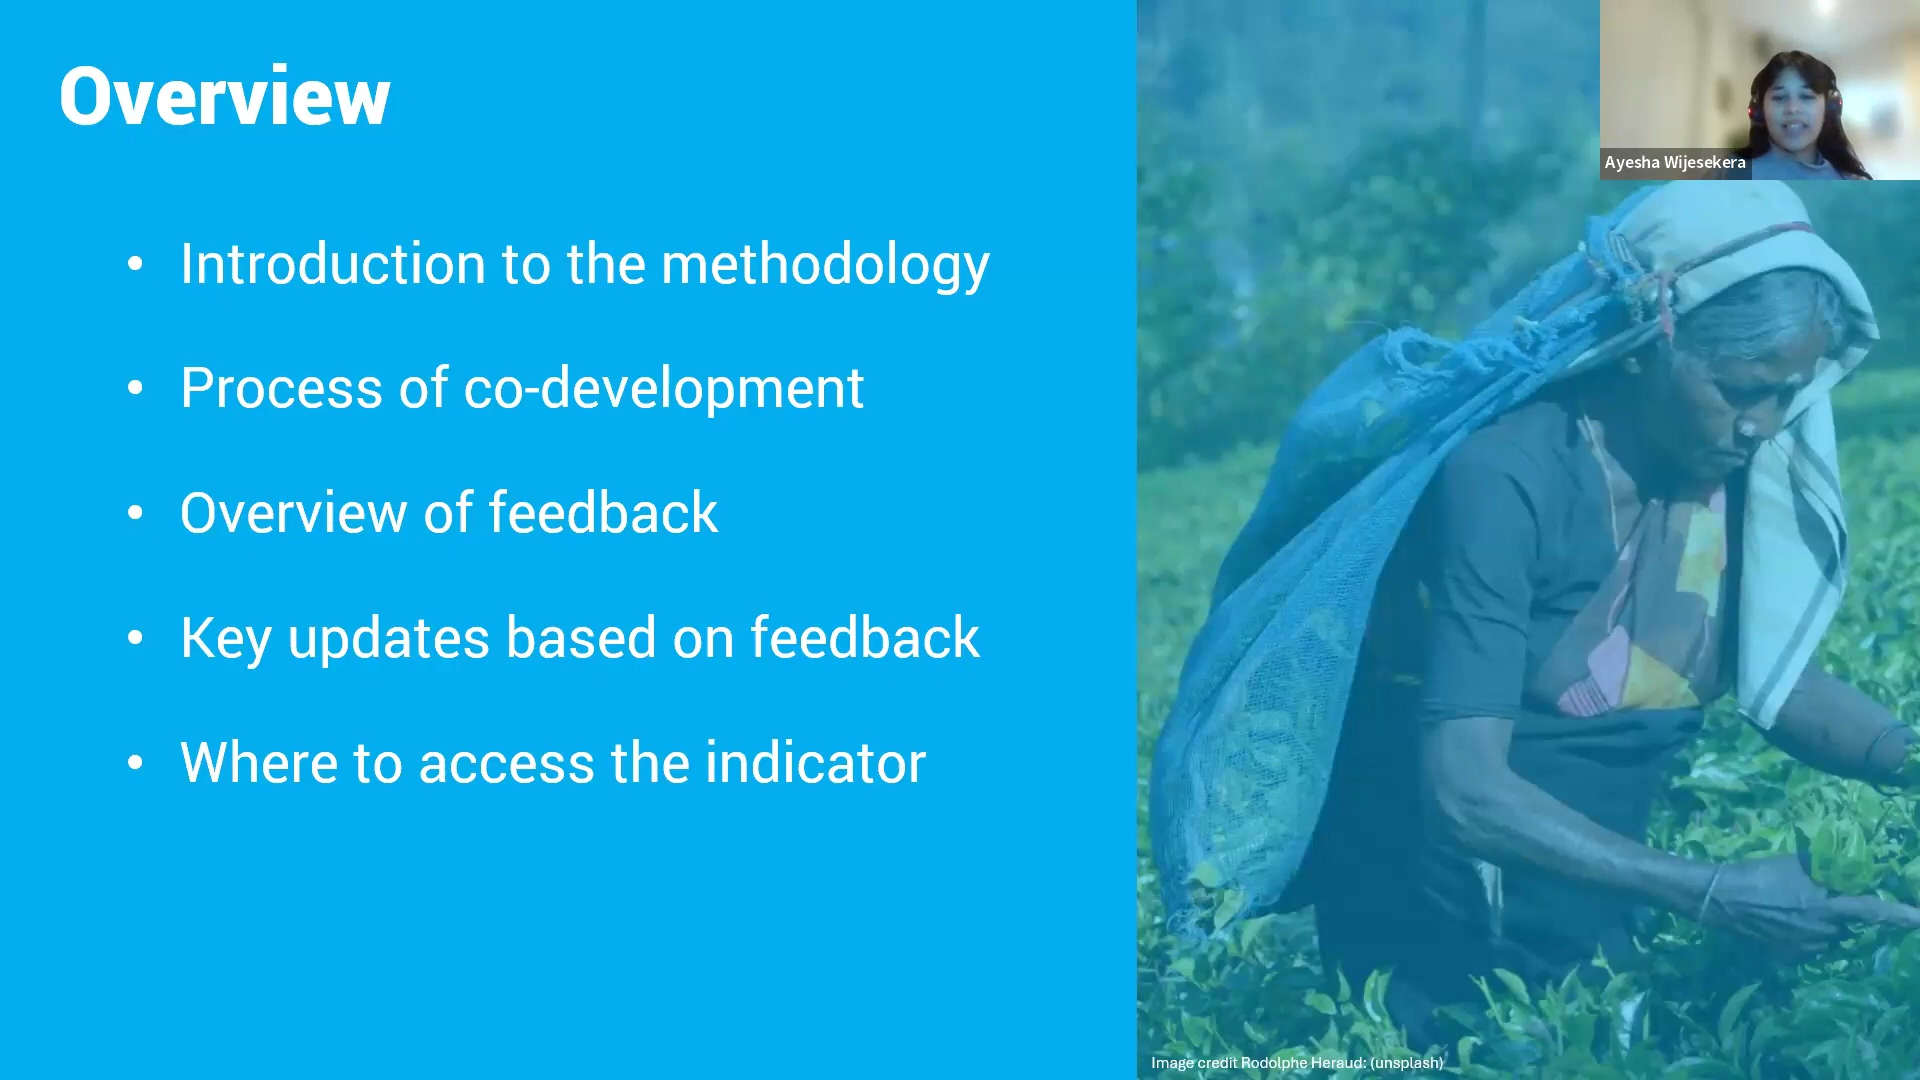 Overview
• Introduction to the methodology
• Process of co-development
• Overview of feedback
• Key updates based on feedback
• Where to access the indicator
Ayesha Wijesekera
Image credit Rodolphe Heraud: (unsplash)